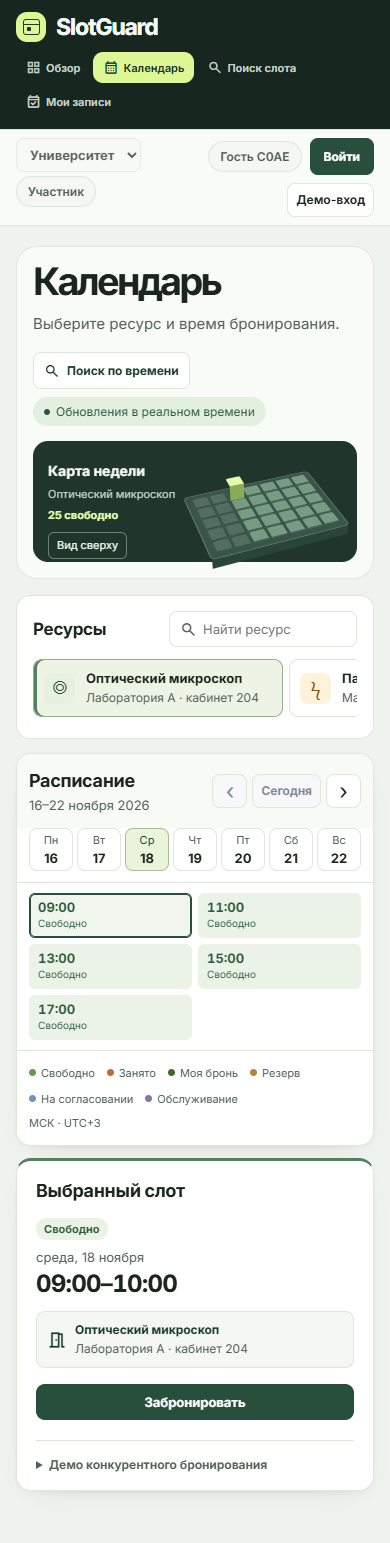 SlotGuard
Обзор
Календарь
Поиск слота
Мои записи
Университет
Гость C0AE
Войти
Участник
Демо-вход
Календарь
Выберите ресурс и время бронирования.
Поиск по времени
Обновления в реальном времени
Карта недели
Оптический микроскоп
25 свободно
Вид сверху
Ресурсы
Найти ресурс
Оптический микроскоп
Лаборатория А · кабинет 204
Расписание
16–22 ноября 2026
Сегодня
Пн Вт Ср Чт Пт Сб Вс
16 17 18 19 20 21 22
09:00 11:00
Свободно Свободно
13:00 15:00
Свободно Свободно
17:00
Свободно
Свободно Занято Моя бронь Резерв
На согласовании Обслуживание
МСК · UTC+3
Выбранный слот
Свободно
среда, 18 ноября
09:00–10:00
Оптический микроскоп
Лаборатория А · кабинет 204
Забронировать
Демо конкурентного бронирования